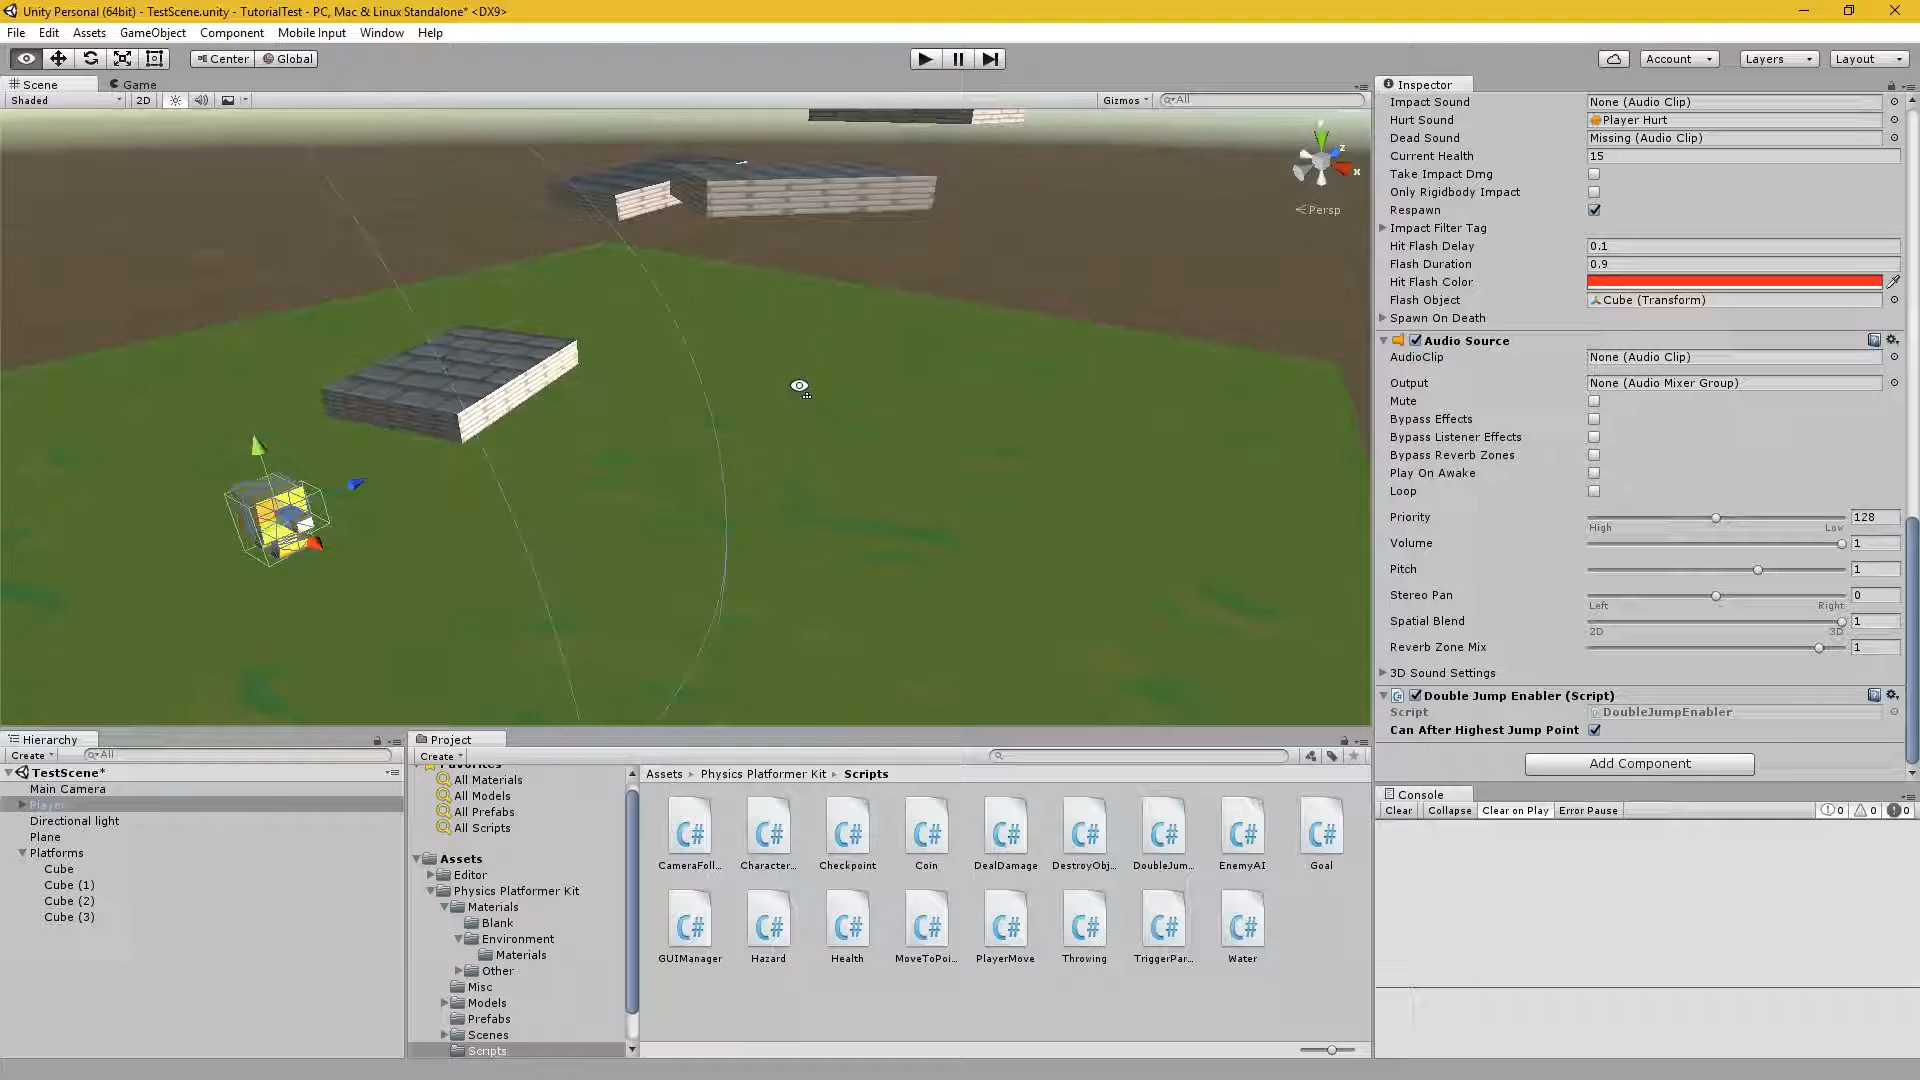 Unity Personal (64bit) - TestScene.unity - TutorialTest - PC, Mac & Linux Standalone* <DX9>
File Edit Assets GameObject Component Mobile Input Window Help
Center Global Account Layers Layout
Scene Game
Shaded 2D Gizmos All
y
z
x
Persp
Inspector
Impact Sound None (Audio Clip)
Hurt Sound Player Hurt
Dead Sound Missing (Audio Clip)
Current Health 15
Take Impact Dmg
Only Rigidbody Impact
Respawn
Impact Filter Tag
Hit Flash Delay 0.1
Flash Duration 0.9
Hit Flash Color
Flash Object Cube (Transform)
Spawn On Death
Audio Source
AudioClip None (Audio Clip)
Output None (Audio Mixer Group)
Mute
Bypass Effects
Bypass Listener Effects
Bypass Reverb Zones
Play On Awake
Loop
Priority 128
High Low
Volume 1
Pitch 1
Stereo Pan 0
Left Right
Spatial Blend 1
2D 3D
Reverb Zone Mix 1
3D Sound Settings
Double Jump Enabler (Script)
Script DoubleJumpEnabler
Can After Highest Jump Point
Add Component
Hierarchy
Create All
TestScene*
Main Camera
Player
Directional light
Plane
Platforms
Cube
Cube (1)
Cube (2)
Cube (3)
Project
Create
Favorites
All Materials
All Models
All Prefabs
All Scripts
Assets
Editor
Physics Platformer Kit
Materials
Blank
Environment
Materials
Other
Misc
Models
Prefabs
Scenes
Scripts
Assets Physics Platformer Kit Scripts
C# C# C# C# C# C# C# C# C#
CameraFoll... Character... Checkpoint Coin DealDamage DestroyObj... DoubleJum... EnemyAI Goal
C# C# C# C# C# C# C# C#
GUIManager Hazard Health MoveToPoi... PlayerMove Throwing TriggerPar... Water
Console
Clear Collapse Clear on Play Error Pause 0 0 0